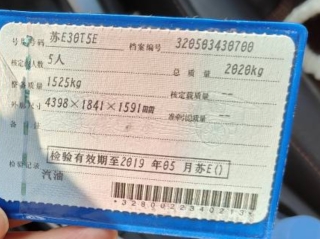 号牌号码 苏E30T5E 档案编号 320503430700
核定载人数 5人 总质量 2020kg
整备质量 1525kg 核定载质量 --
外廓尺寸 4398×1841×1591mm 准牵引总质量 --
备注
检验记录 检验有效期至2019 年05 月苏E()
汽油
*3280022340213*